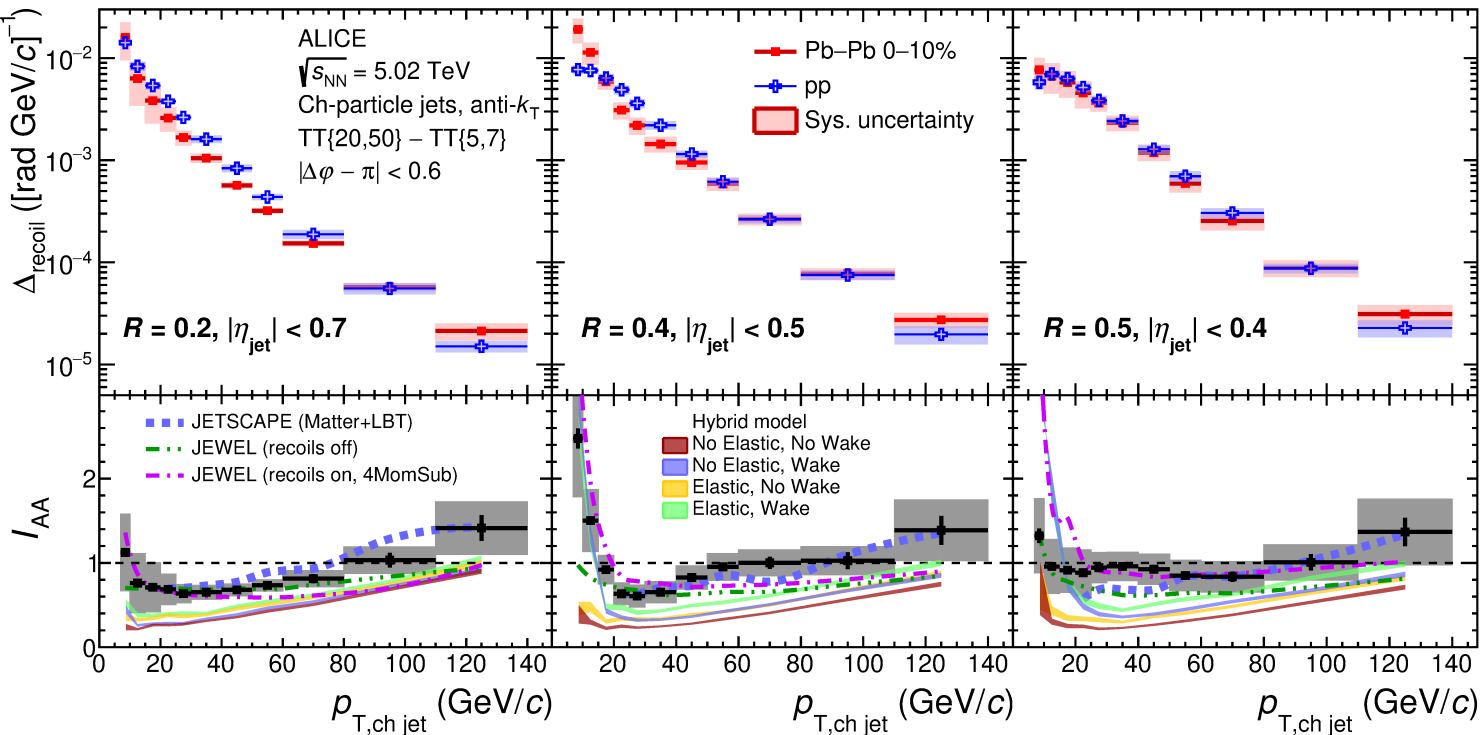 Δrecoil ([rad GeV/c]⁻¹)
10⁻²
10⁻³
10⁻⁴
10⁻⁵
ALICE
√sNN = 5.02 TeV
Ch-particle jets, anti-kT
TT{20,50} − TT{5,7}
|Δφ − π| < 0.6
R = 0.2, |ηjet| < 0.7
Pb−Pb 0−10%
pp
Sys. uncertainty
R = 0.4, |ηjet| < 0.5
R = 0.5, |ηjet| < 0.4
IAA
2
1
0
JETSCAPE (Matter+LBT)
JEWEL (recoils off)
JEWEL (recoils on, 4MomSub)
Hybrid model
No Elastic, No Wake
No Elastic, Wake
Elastic, No Wake
Elastic, Wake
0 20 40 60 80 100 120 140
20 40 60 80 100 120 140
20 40 60 80 100 120 140
pT,ch jet (GeV/c)
pT,ch jet (GeV/c)
pT,ch jet (GeV/c)